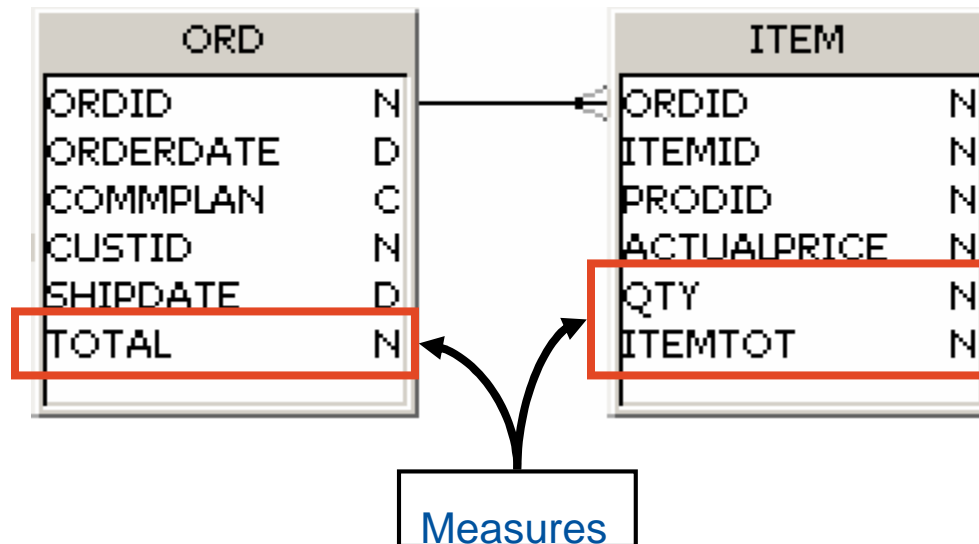 ORD
ORDID N
ORDERDATE D
COMMPLAN C
CUSTID N
SHIPDATE D
TOTAL N
ITEM
ORDID N
ITEMID N
PRODID N
ACTUALPRICE N
QTY N
ITEMTOT N
Measures